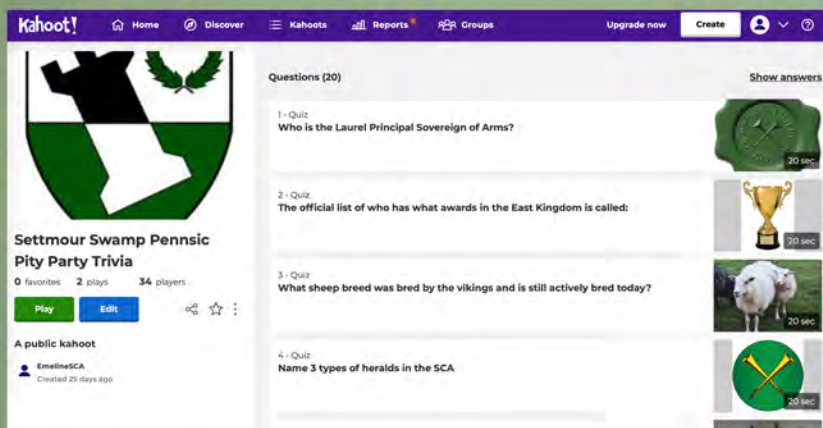 Kahoot!
Home
Discover
Kahoots
Reports
Groups
Upgrade now
Create
Settmour Swamp Pennsic
Pity Party Trivia
0 favorites 2 plays 34 players
Play
Edit
A public kahoot
EmelineSCA
Created 25 days ago
Questions (20)
Show answers
1 - Quiz
Who is the Laurel Principal Sovereign of Arms?
20 sec
2 - Quiz
The official list of who has what awards in the East Kingdom is called:
20 sec
3 - Quiz
What sheep breed was bred by the vikings and is still actively bred today?
20 sec
4 - Quiz
Name 3 types of heralds in the SCA
20 sec